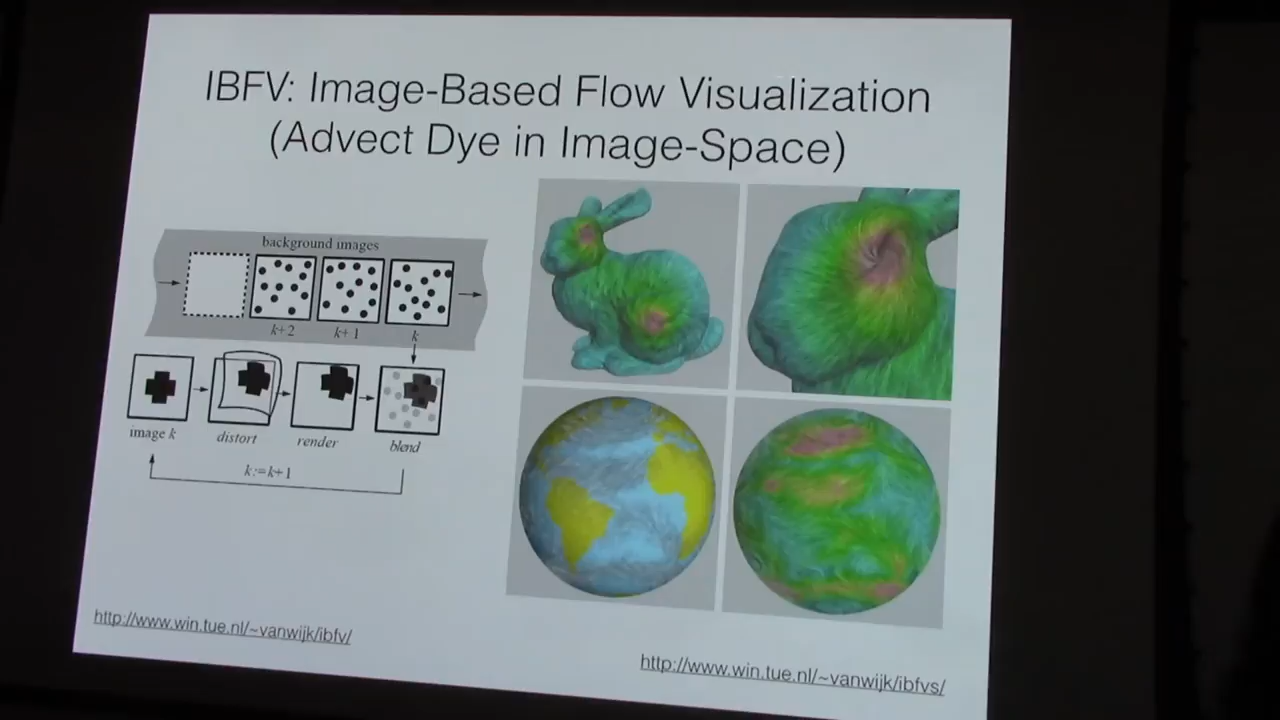 IBFV: Image-Based Flow Visualization
(Advect Dye in Image-Space)
background images
k+2
k+1
k
image k
distort
render
blend
k:=k+1
http://www.win.tue.nl/~vanwijk/ibfv/
http://www.win.tue.nl/~vanwijk/ibfvs/